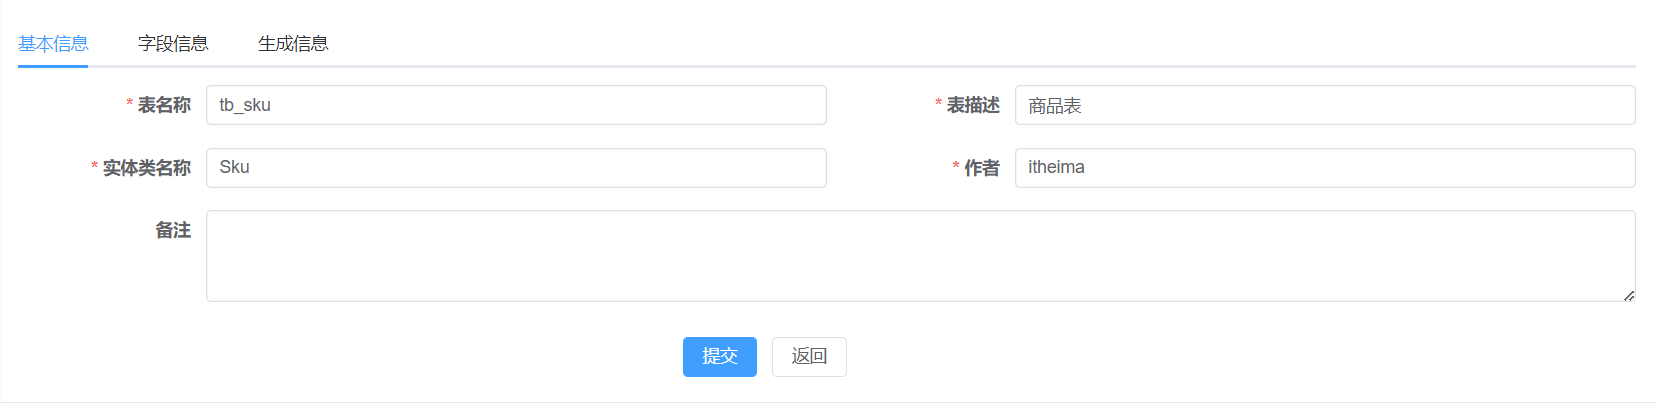 基本信息 字段信息 生成信息
* 表名称 tb_sku * 表描述 商品表
* 实体类名称 Sku * 作者 itheima
备注
提交 返回